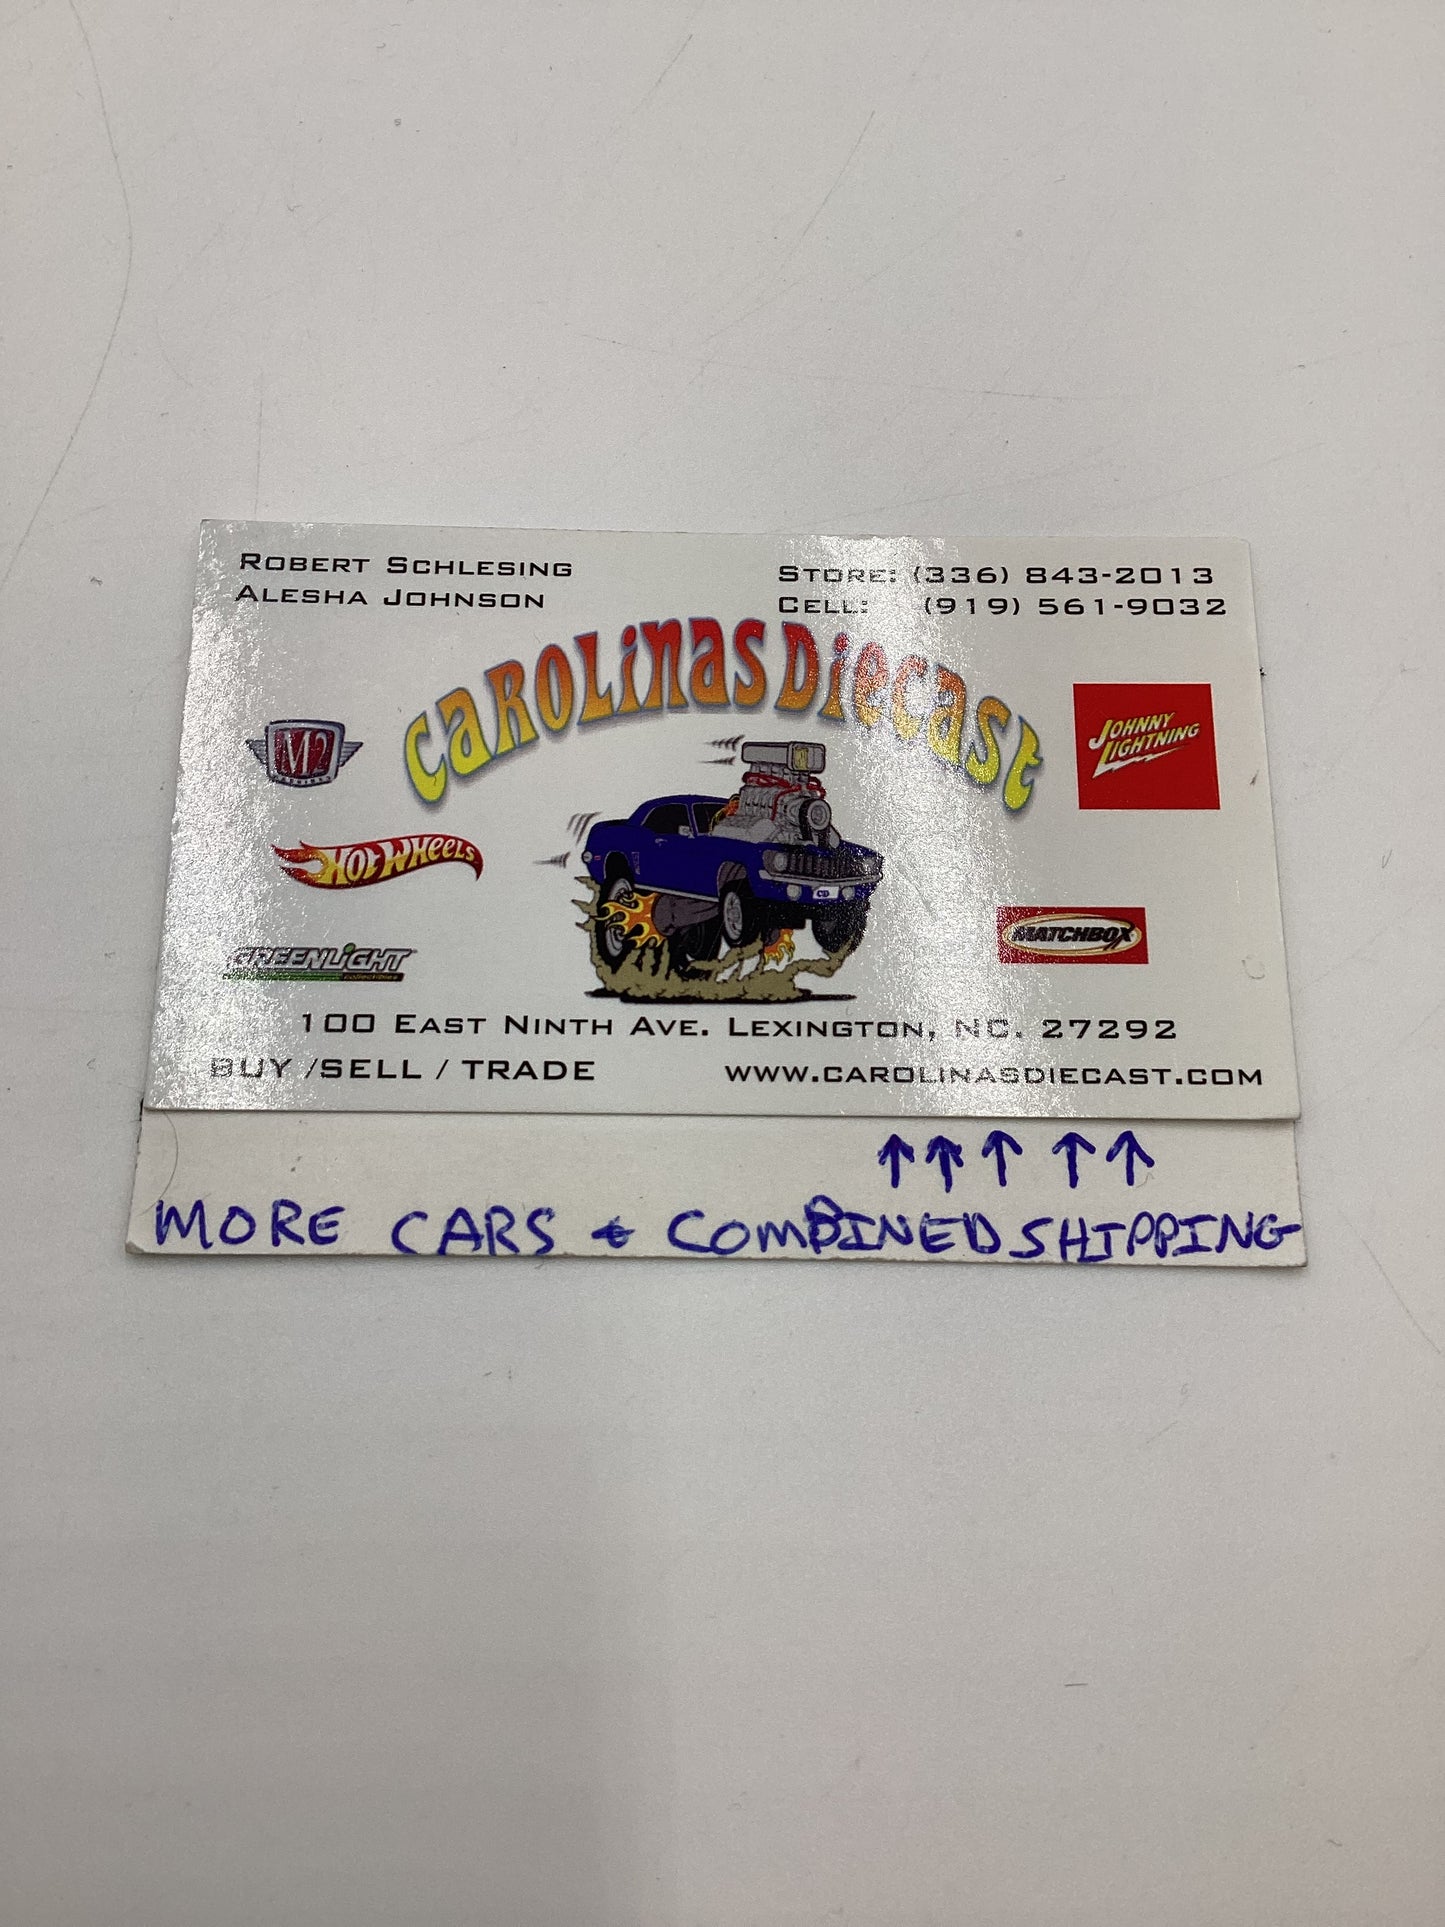 ROBERT SCHLESING
ALESHA JOHNSON
STORE: (336) 843-2013
CELL: (919) 561-9032
CAROLINAS DIECAST
M2
MACHINES
JOHNNY
LIGHTNING
HOT WHEELS
MATCHBOX
GREENLIGHT
100 EAST NINTH AVE. LEXINGTON, NC. 27292
BUY /SELL / TRADE
WWW.CAROLINASDIECAST.COM
↑↑↑ ↑↑
MORE CARS & COMBINED SHIPPING